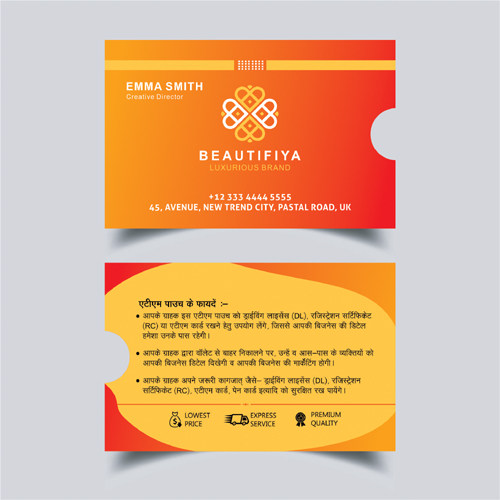 EMMA SMITH
Creative Director
BEAUTIFIYA
LUXURIOUS BRAND
+12 333 4444 5555
45, AVENUE, NEW TREND CITY, PASTAL ROAD, UK
एटीएम पाउच के फायदें :–
• आपके ग्राहक इस एटीएम पाउच को ड्राईविंग लाइसेंस (DL), रजिस्ट्रेशन सर्टिफिकेट
(RC) या एटीएम कार्ड रखने हेतु उपयोग लेंगे, जिससे आपकी बिजनेस की डिटेल
हमेशा उनके पास रहेगी।
• आपके ग्राहक द्वारा वॉलेट से बाहर निकालने पर, उन्हें व आस–पास के व्यक्तियों को
आपकी बिजनेस डिटेल दिखेगी व आपकी बिजनेस की मार्केटिंग होगी।
• आपके ग्राहक अपने जरूरी कागजात् जैसे– ड्राईविंग लाइसेंस (DL), रजिस्ट्रेशन
सर्टिफिकेट (RC), एटीएम कार्ड, पेन कार्ड इत्यादि को सुरक्षित रख पायेंगे।
LOWEST
PRICE
EXPRESS
SERVICE
PREMIUM
QUALITY